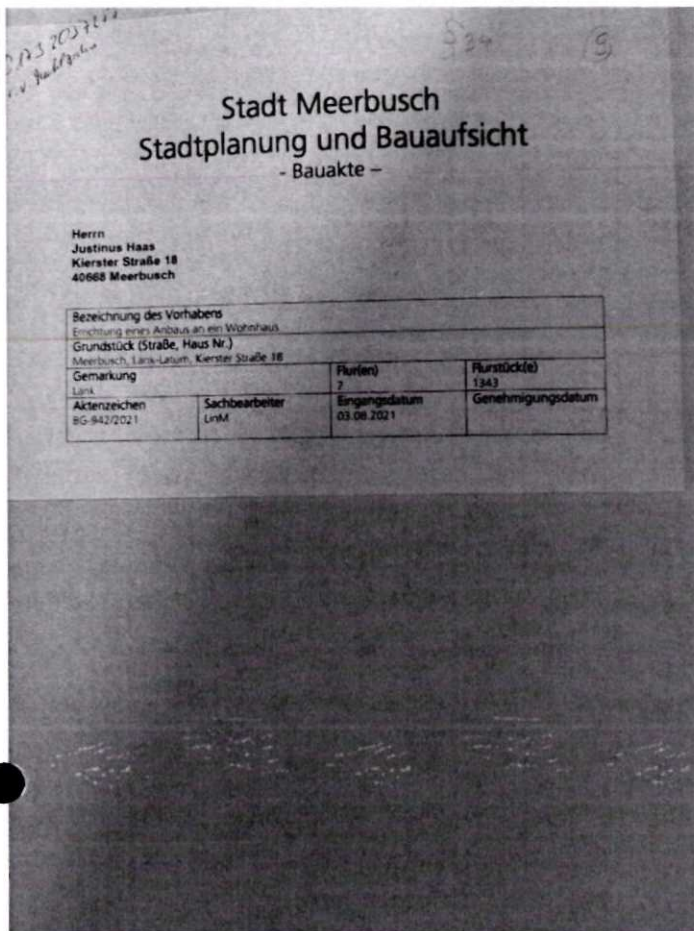 S 34
9
Stadt Meerbusch
Stadtplanung und Bauaufsicht
- Bauakte –
Herrn
Justinus Haas
Kierster Straße 18
40668 Meerbusch
Bezeichnung des Vorhabens
Errichtung eines Anbaus an ein Wohnhaus
Grundstück (Straße, Haus Nr.)
Meerbusch, Lank-Latum, Kierster Straße 18
Gemarkung Flur(en) Flurstück(e)
Lank 7 1343
Aktenzeichen Sachbearbeiter Eingangsdatum Genehmigungsdatum
BG-942/2021 LinM 03.08.2021